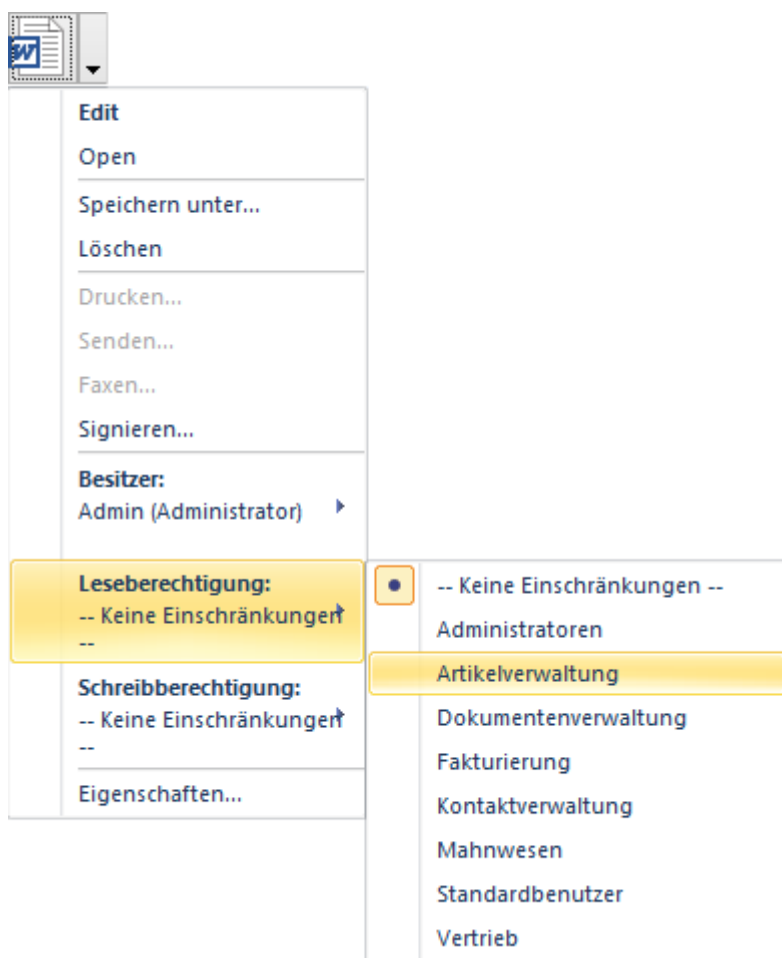 W
Edit
Open
Speichern unter...
Löschen
Drucken...
Senden...
Faxen...
Signieren...
Besitzer:
Admin (Administrator)
Leseberechtigung:
-- Keine Einschränkungen
--
Schreibberechtigung:
-- Keine Einschränkungen
--
Eigenschaften...
-- Keine Einschränkungen --
Administratoren
Artikelverwaltung
Dokumentenverwaltung
Fakturierung
Kontaktverwaltung
Mahnwesen
Standardbenutzer
Vertrieb